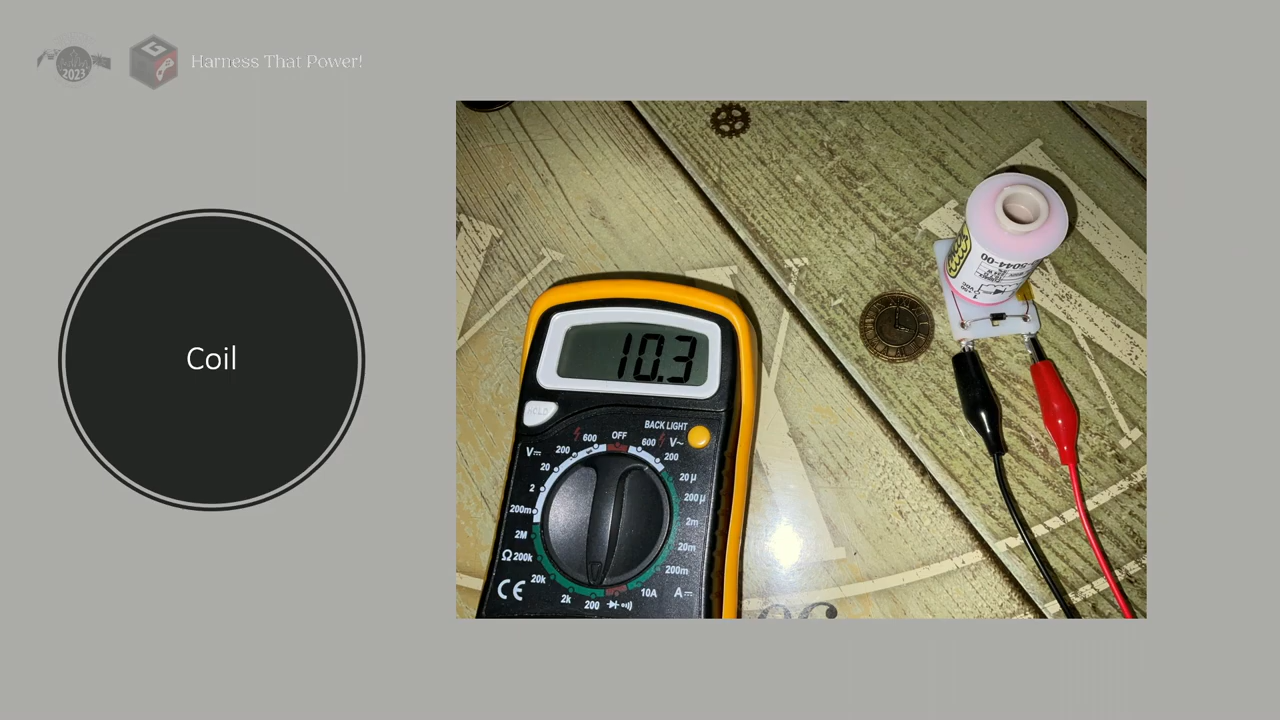 2023
G
Harness That Power!
Coil
10.3
HOLD
BACK LIGHT
OFF
600
600
V~
V⎓
200
200
20
20µ
2
200µ
200m
2m
2M
20m
Ω
200k
200m
CE
20k
10A
A⎓
2k
200
-5044-00